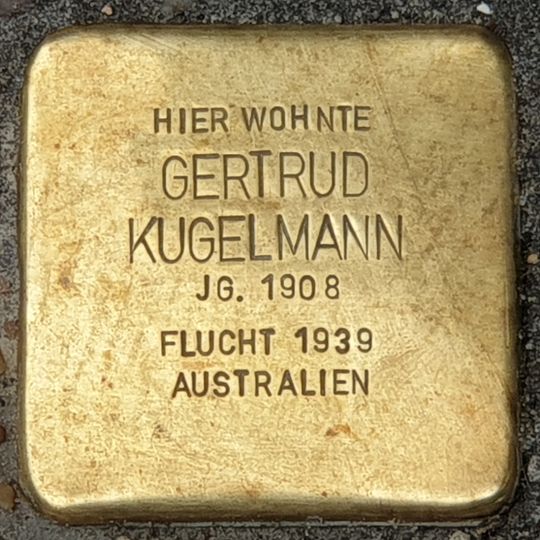 HIER WOHNTE
GERTRUD
KUGELMANN
JG. 1908
FLUCHT 1939
AUSTRALIEN